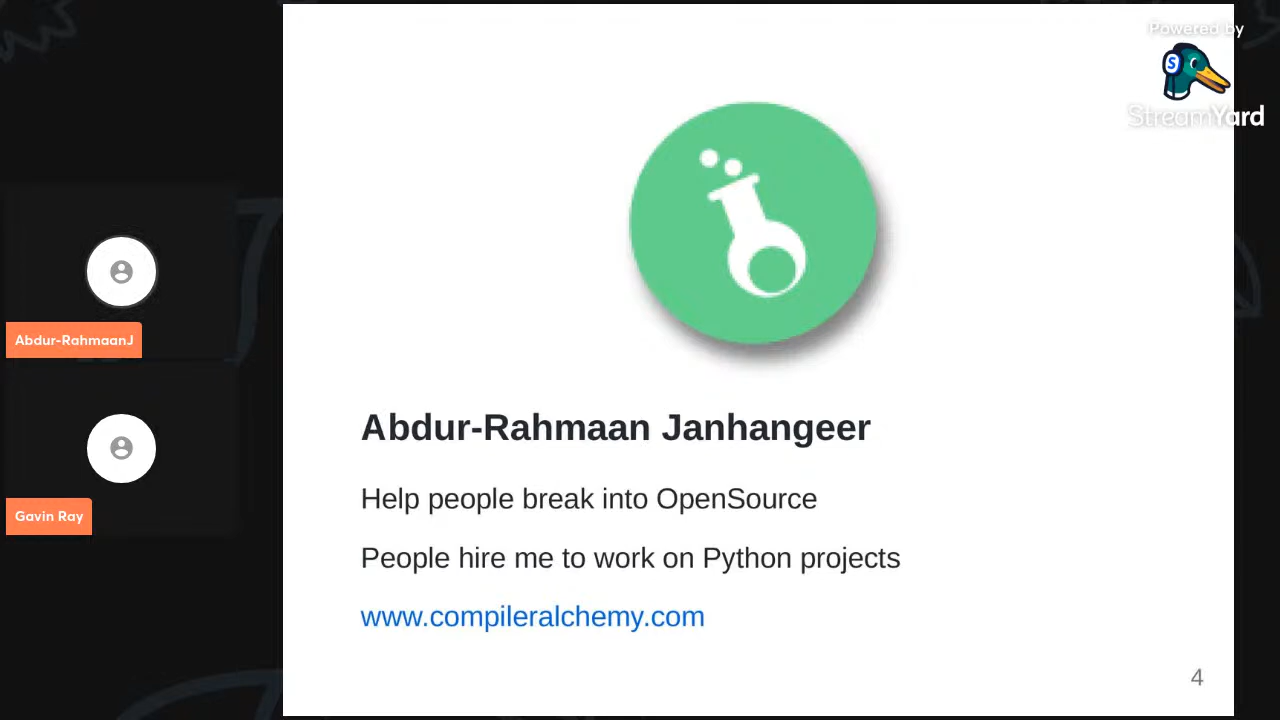 Powered by
StreamYard
Abdur-RahmaanJ
Gavin Ray
Abdur-Rahmaan Janhangeer
Help people break into OpenSource
People hire me to work on Python projects
www.compileralchemy.com
4